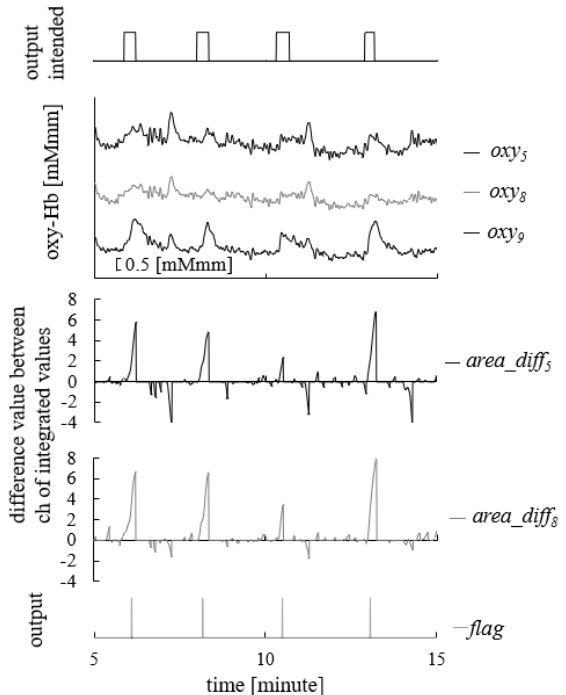 output
intended
oxy-Hb [mMmm]
oxy5
oxy8
oxy9
0.5 [mMmm]
difference value between
ch of integrated values
8
6
4
2
0
-2
-4
area_diff5
8
6
4
2
0
-2
-4
area_diff8
output
flag
5
10
15
time [minute]